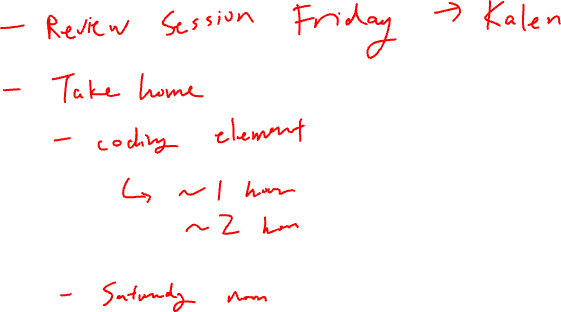 - Review Session Friday → Kalen
- Take home
- coding element
↳ ~ 1 hour
~ 2 hour
- Saturday noon